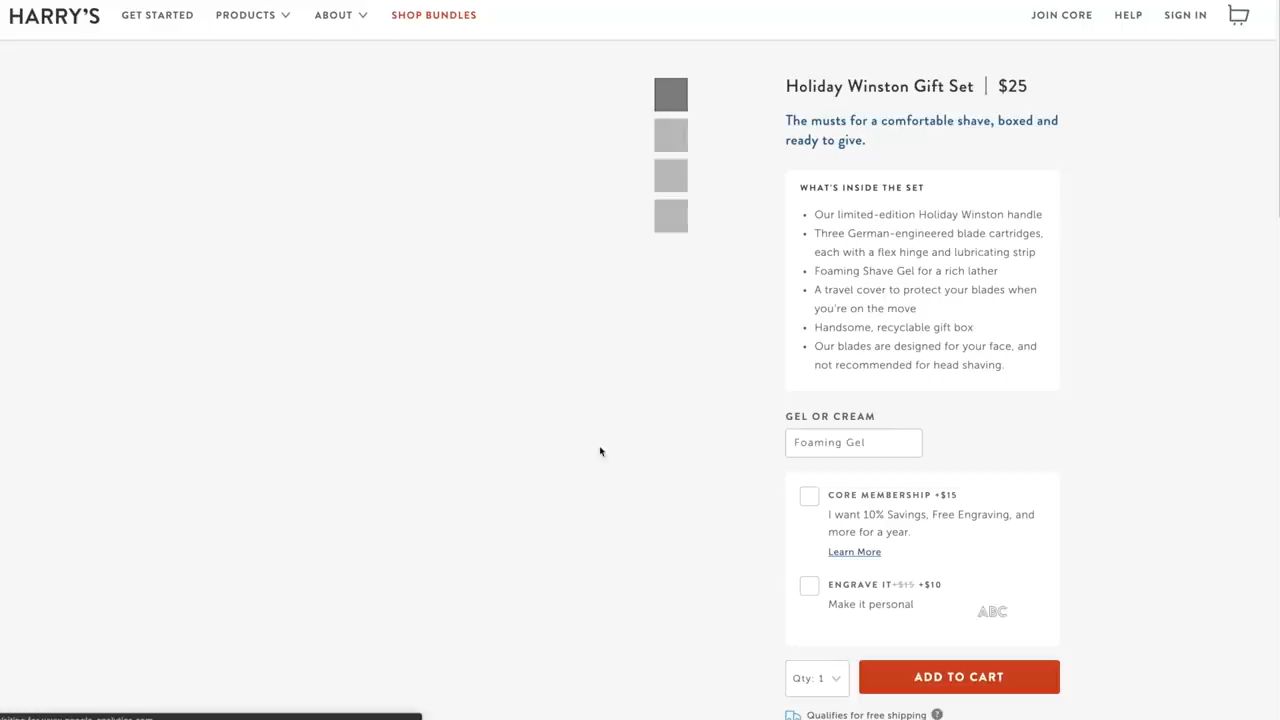 HARRY'S GET STARTED PRODUCTS ABOUT SHOP BUNDLES JOIN CORE HELP SIGN IN
Holiday Winston Gift Set | $25
The musts for a comfortable shave, boxed and
ready to give.
WHAT'S INSIDE THE SET
• Our limited-edition Holiday Winston handle
• Three German-engineered blade cartridges,
each with a flex hinge and lubricating strip
• Foaming Shave Gel for a rich lather
• A travel cover to protect your blades when
you're on the move
• Handsome, recyclable gift box
• Our blades are designed for your face, and
not recommended for head shaving.
GEL OR CREAM
Foaming Gel
CORE MEMBERSHIP +$15
I want 10% Savings, Free Engraving, and
more for a year.
Learn More
ENGRAVE IT +$15 +$10
Make it personal
ABC
Qty: 1 ADD TO CART
Qualifies for free shipping ?